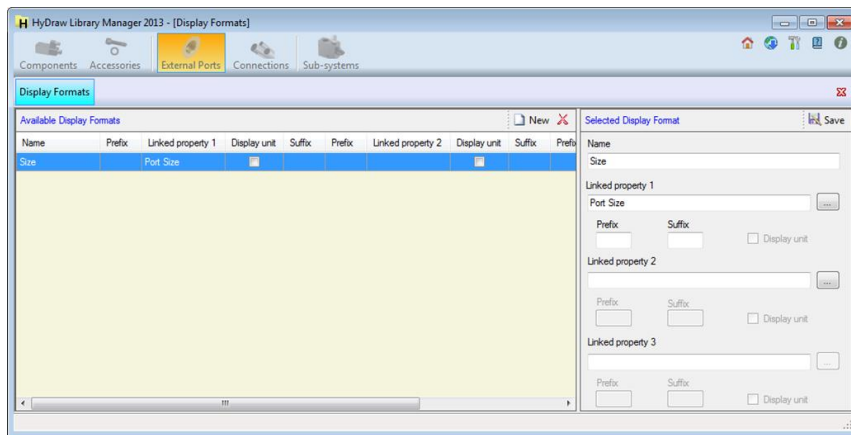 HyDraw Library Manager 2013 - [Display Formats]
Components Accessories External Ports Connections Sub-systems
Display Formats
Available Display Formats New Selected Display Format Save
Name Prefix Linked property 1 Display unit Suffix Prefix Linked property 2 Display unit Suffix Prefix
Size Port Size
Name
Size
Linked property 1
Port Size ...
Prefix Suffix
Display unit
Linked property 2
...
Prefix Suffix
Display unit
Linked property 3
...
Prefix Suffix
Display unit